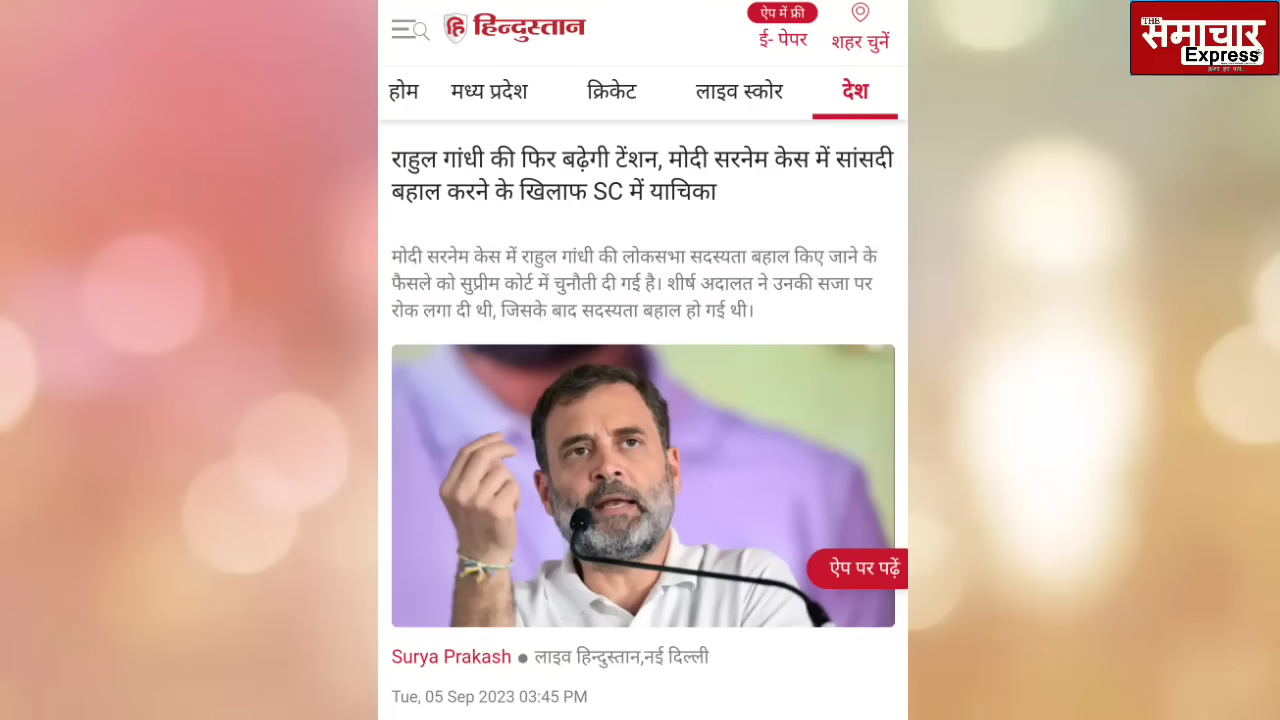 हिन्दुस्तान
ऐप में फ्री
ई- पेपर
शहर चुनें
THE
समाचार
Express
होम
मध्य प्रदेश
क्रिकेट
लाइव स्कोर
देश
राहुल गांधी की फिर बढ़ेगी टेंशन, मोदी सरनेम केस में सांसदी
बहाल करने के खिलाफ SC में याचिका
मोदी सरनेम केस में राहुल गांधी की लोकसभा सदस्यता बहाल किए जाने के
फैसले को सुप्रीम कोर्ट में चुनौती दी गई है। शीर्ष अदालत ने उनकी सजा पर
रोक लगा दी थी, जिसके बाद सदस्यता बहाल हो गई थी।
ऐप पर पढ़ें
Surya Prakash ● लाइव हिन्दुस्तान,नई दिल्ली
Tue, 05 Sep 2023 03:45 PM